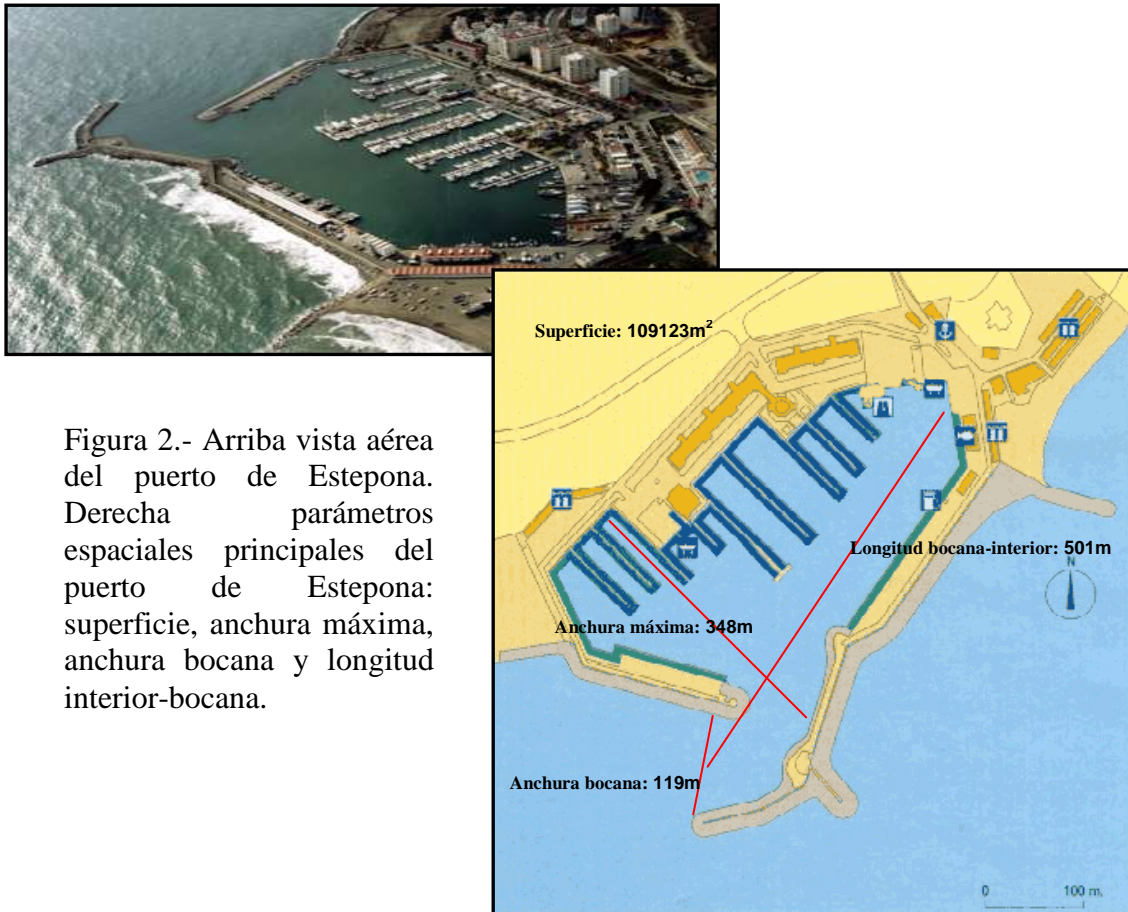 Superficie: 109123m²
Figura 2.- Arriba vista aérea
del puerto de Estepona.
Derecha parámetros
espaciales principales del
puerto de Estepona:
superficie, anchura máxima,
anchura bocana y longitud
interior-bocana.
Longitud bocana-interior: 501m
N
Anchura máxima: 348m
Anchura bocana: 119m
0 100 m.